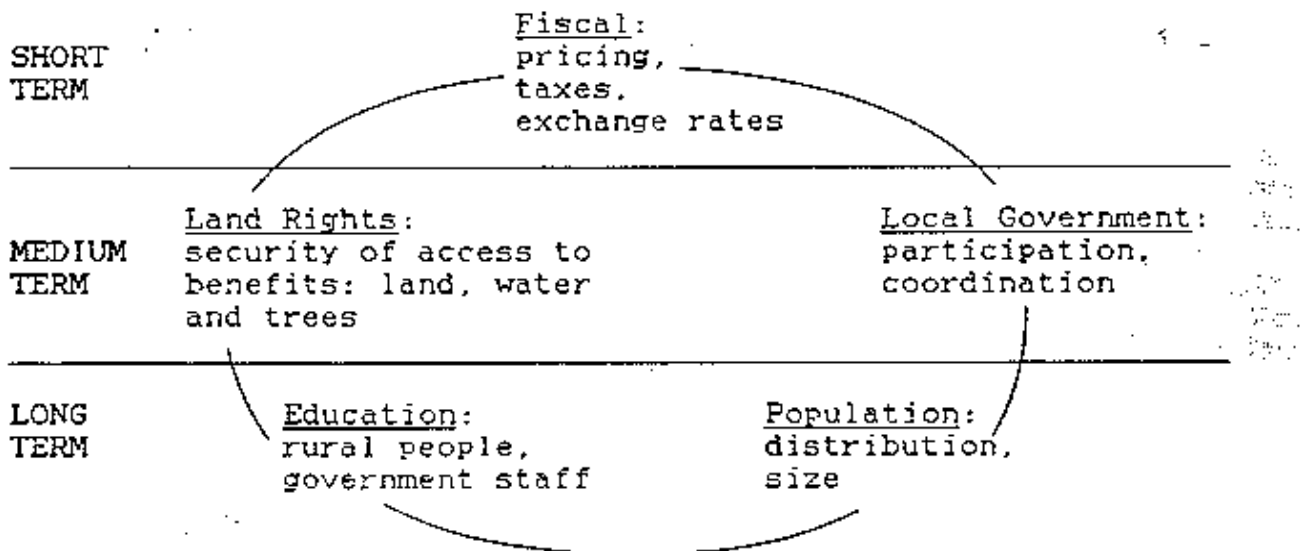 SHORT
TERM
Fiscal:
pricing,
taxes,
exchange rates
MEDIUM
TERM
Land Rights:
security of access to
benefits: land, water
and trees
Local Government:
participation,
coordination
LONG
TERM
Education:
rural people,
government staff
Population:
distribution,
size